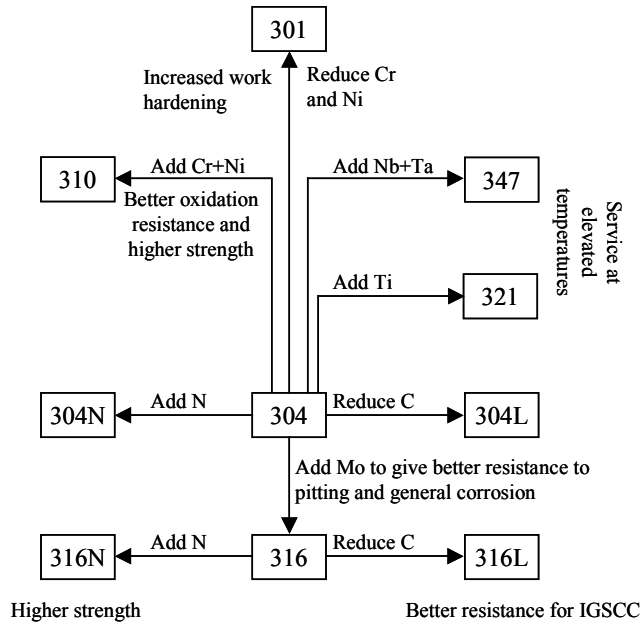 301
Increased work
hardening
Reduce Cr
and Ni
310
Add Cr+Ni
Better oxidation
resistance and
higher strength
Add Nb+Ta
347
Service at
elevated
temperatures
Add Ti
321
304N
Add N
304
Reduce C
304L
Add Mo to give better resistance to
pitting and general corrosion
316N
Add N
316
Reduce C
316L
Higher strength
Better resistance for IGSCC